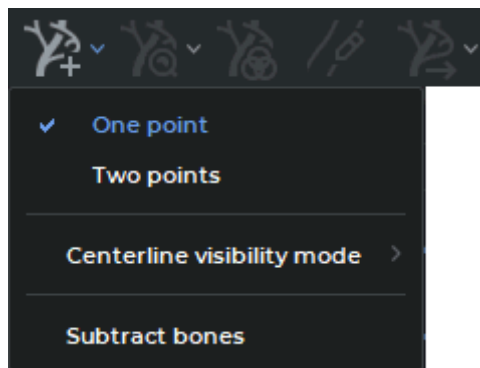 One point
Two points
Centerline visibility mode
Subtract bones